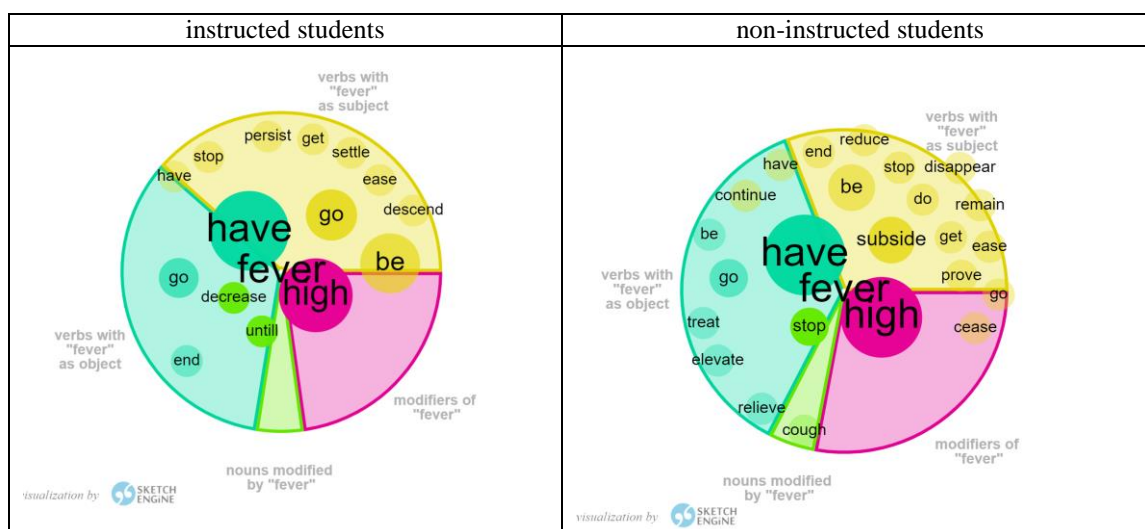 instructed students
non-instructed students
verbs with
"fever"
as subject
persist
get
stop
settle
have
ease
descend
go
have
be
fever
go
high
decrease
untill
verbs with
"fever"
as object
end
modifiers of
"fever"
nouns modified
by "fever"
visualization by
SKETCH
ENGINE
verbs with
"fever"
as subject
reduce
end
have
stop
disappear
continue
be
do
remain
be
subside
get
ease
have
verbs with
"fever"
as object
go
fever
prove
go
high
treat
stop
cease
elevate
relieve
cough
modifiers of
"fever"
nouns modified
by "fever"
visualization by
SKETCH
ENGINE